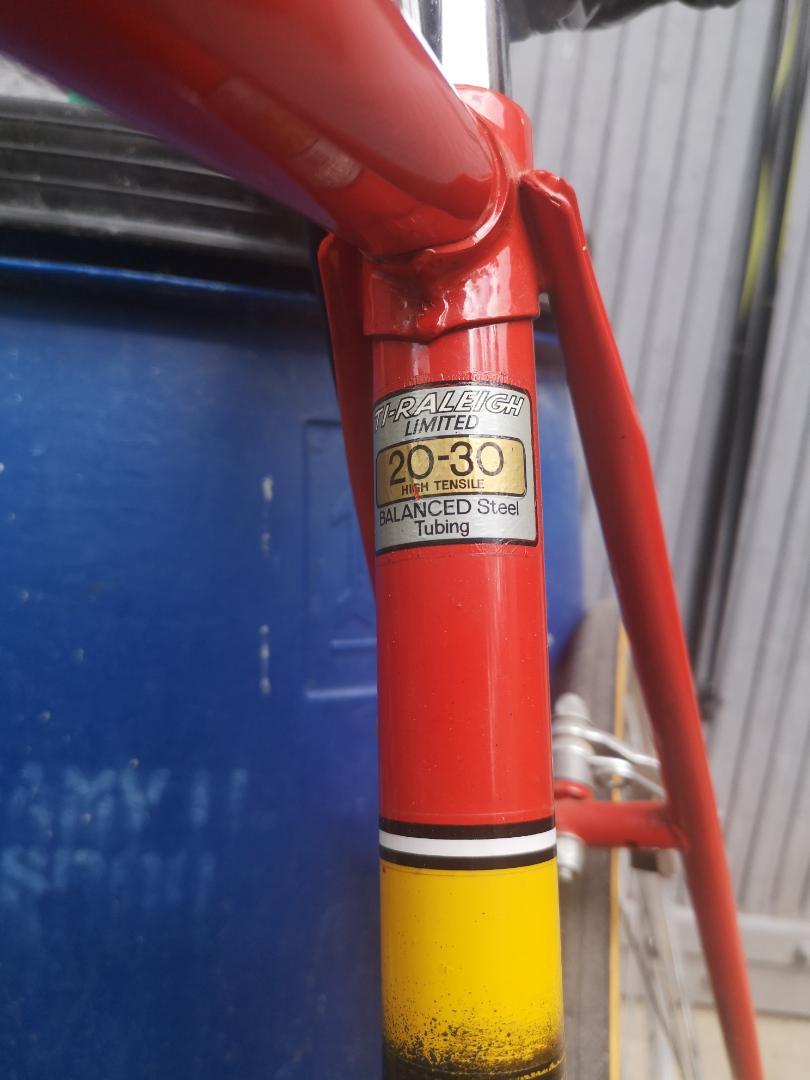 TI-RALEIGH
LIMITED
20-30
HIGH TENSILE
BALANCED Steel
Tubing